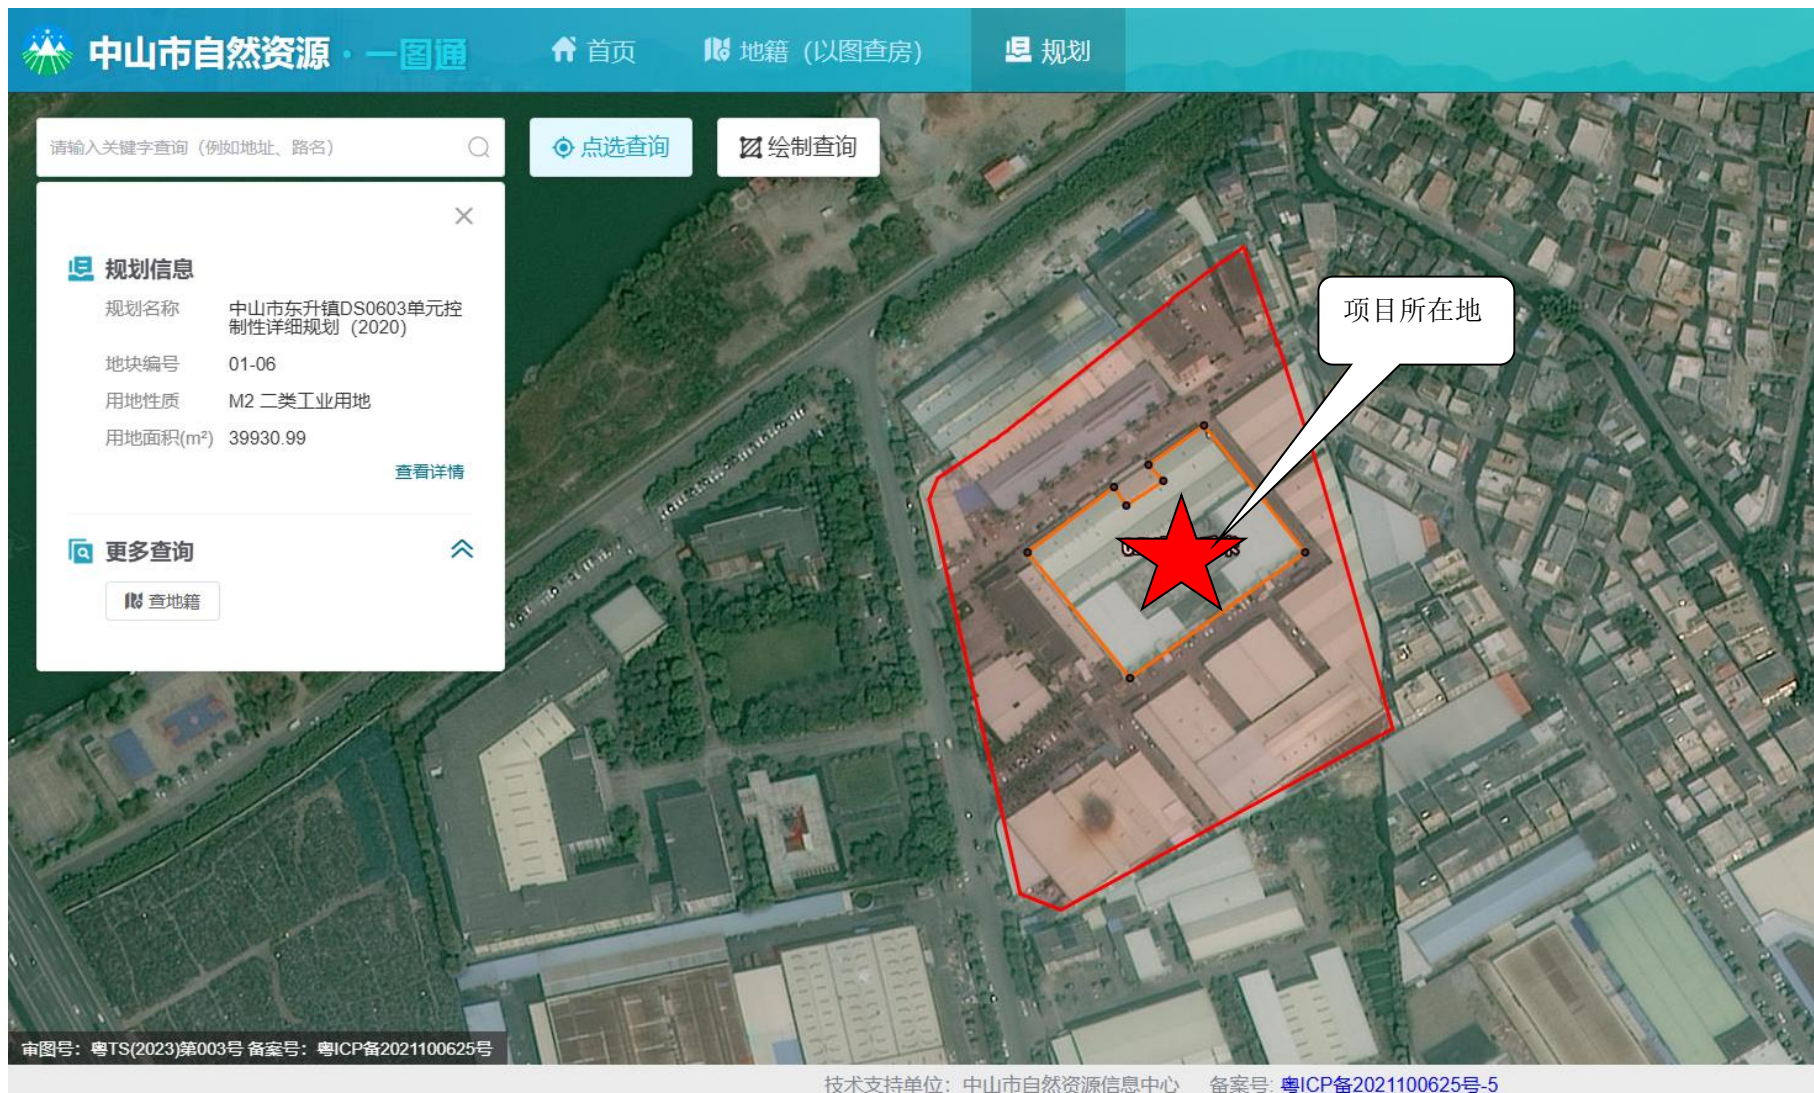 中山市自然资源·一图通
首页
地籍（以图查房）
规划
请输入关键字查询（例如地址、路名）
点选查询
绘制查询
规划信息
规划名称
中山市东升镇DS0603单元控
制性详细规划（2020）
地块编号
01-06
用地性质
M2 二类工业用地
用地面积(m²)
39930.99
查看详情
更多查询
查地籍
项目所在地
审图号：粤TS(2023)第003号 备案号：粤ICP备2021100625号
技术支持单位：中山市自然资源信息中心 备案号: 粤ICP备2021100625号-5